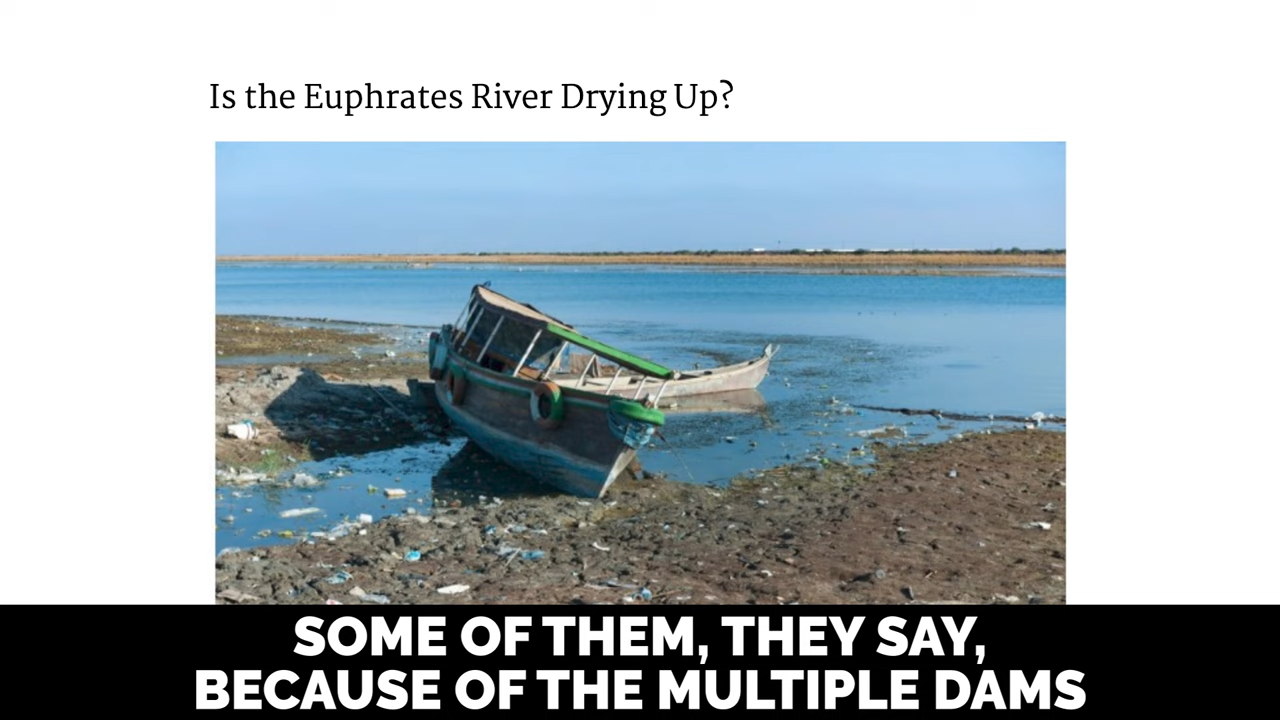 Is the Euphrates River Drying Up?
SOME OF THEM, THEY SAY,
BECAUSE OF THE MULTIPLE DAMS